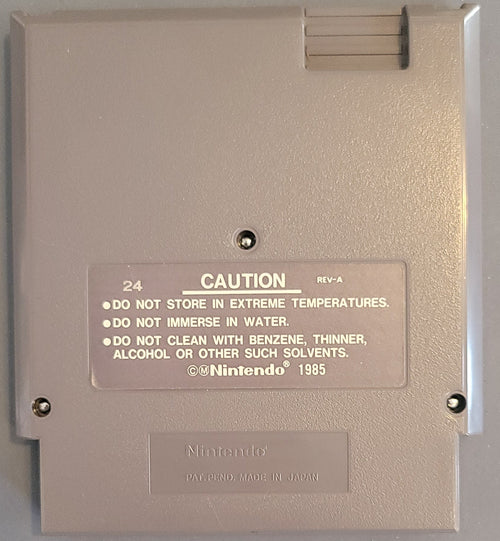 24 CAUTION REV-A
●DO NOT STORE IN EXTREME TEMPERATURES.
●DO NOT IMMERSE IN WATER.
●DO NOT CLEAN WITH BENZENE, THINNER,
ALCOHOL OR OTHER SUCH SOLVENTS.
©ⓂNintendo® 1985
Nintendo®
PAT. PEND. MADE IN JAPAN